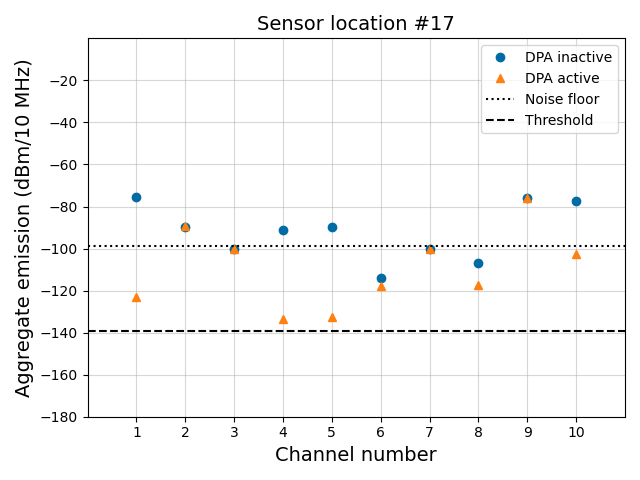 Sensor location #17
DPA inactive
DPA active
Noise floor
Threshold
Aggregate emission (dBm/10 MHz)
−20
−40
−60
−80
−100
−120
−140
−160
−180
1 2 3 4 5 6 7 8 9 10
Channel number